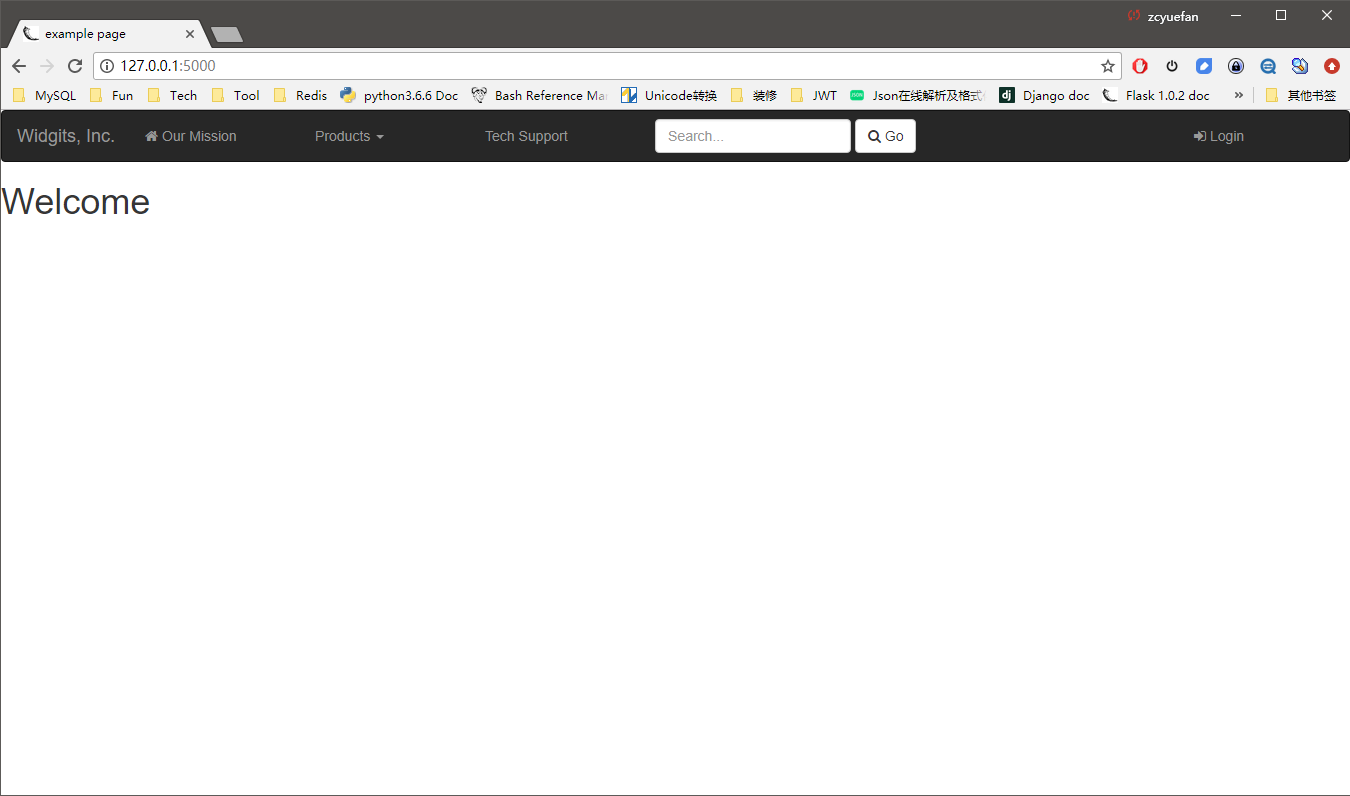 zcyuefan
example page
127.0.0.1:5000
MySQL Fun Tech Tool Redis python3.6.6 Doc Bash Reference Ma Unicode转换 装修 JWT Json在线解析及格式 Django doc Flask 1.0.2 doc » 其他书签
Widgits, Inc. Our Mission Products Tech Support Search... Go Login
Welcome